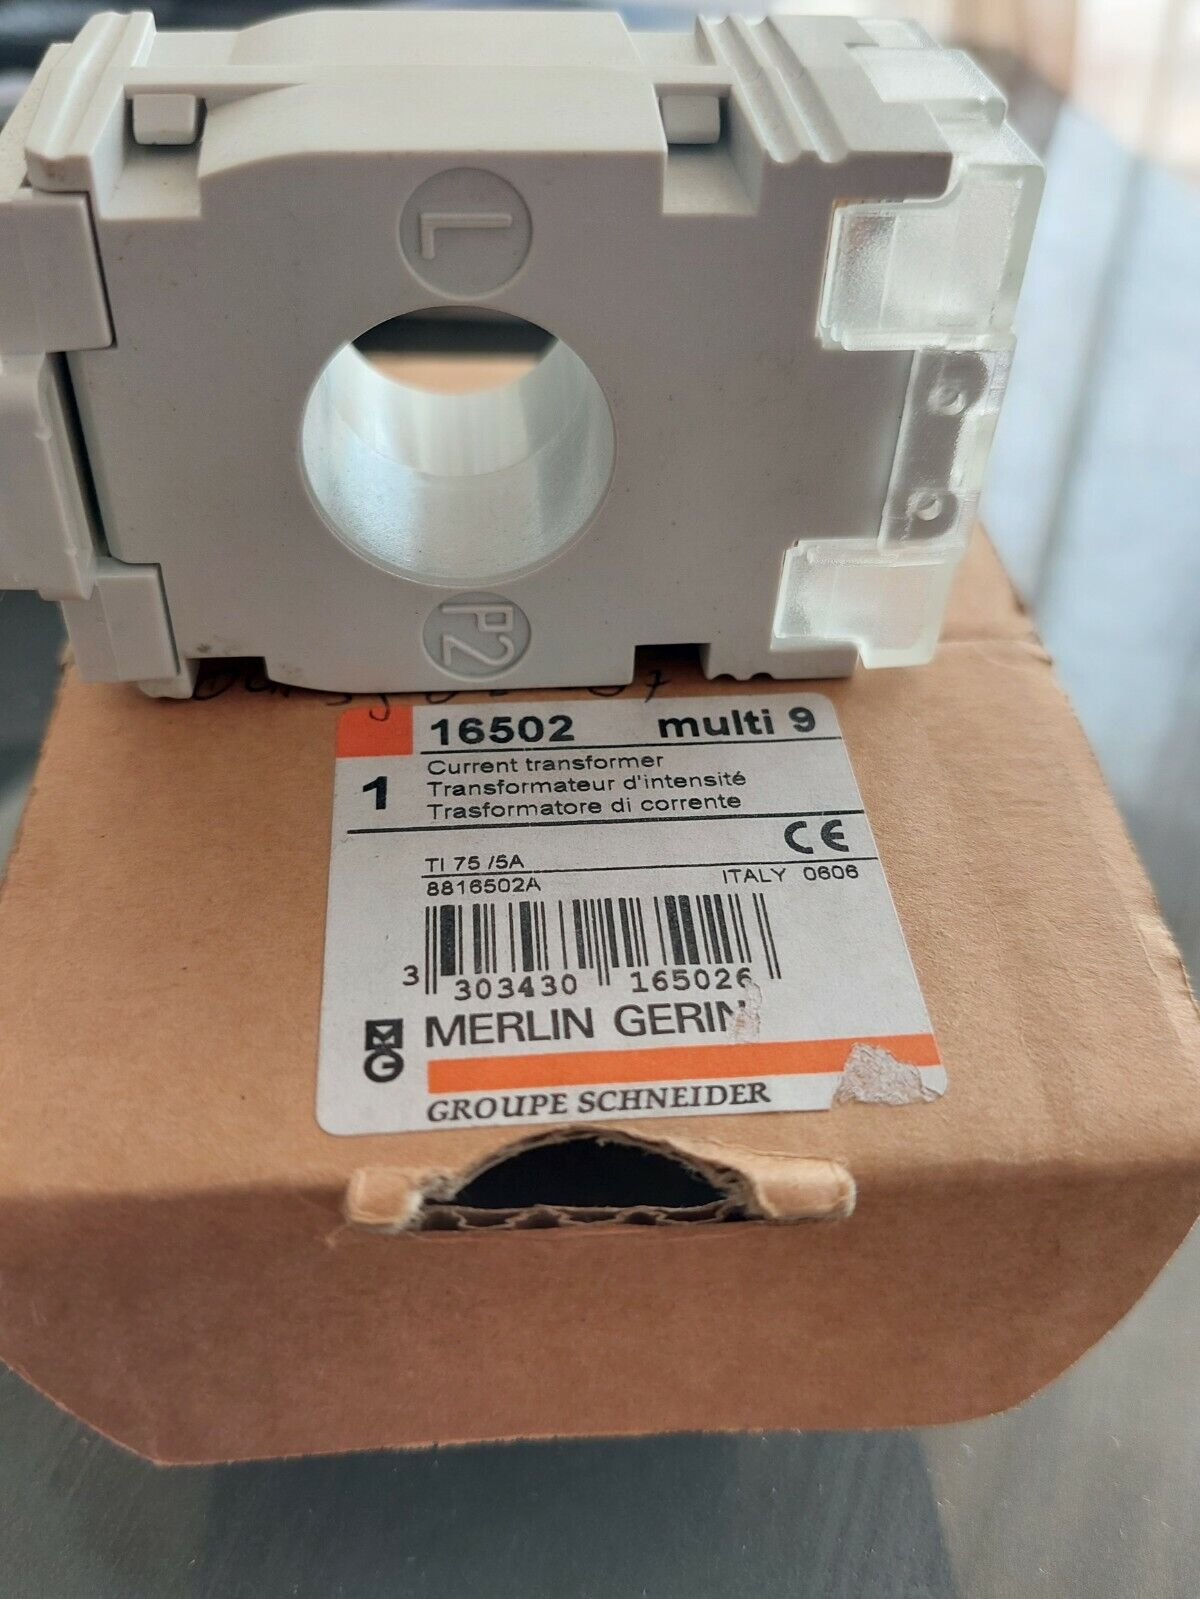 L
P2
16502 multi 9
1
Current transformer
Transformateur d'intensité
Trasformatore di corrente
CE
TI 75 /5A
8816502A ITALY 0606
3 303430 165026
MG MERLIN GERIN
GROUPE SCHNEIDER